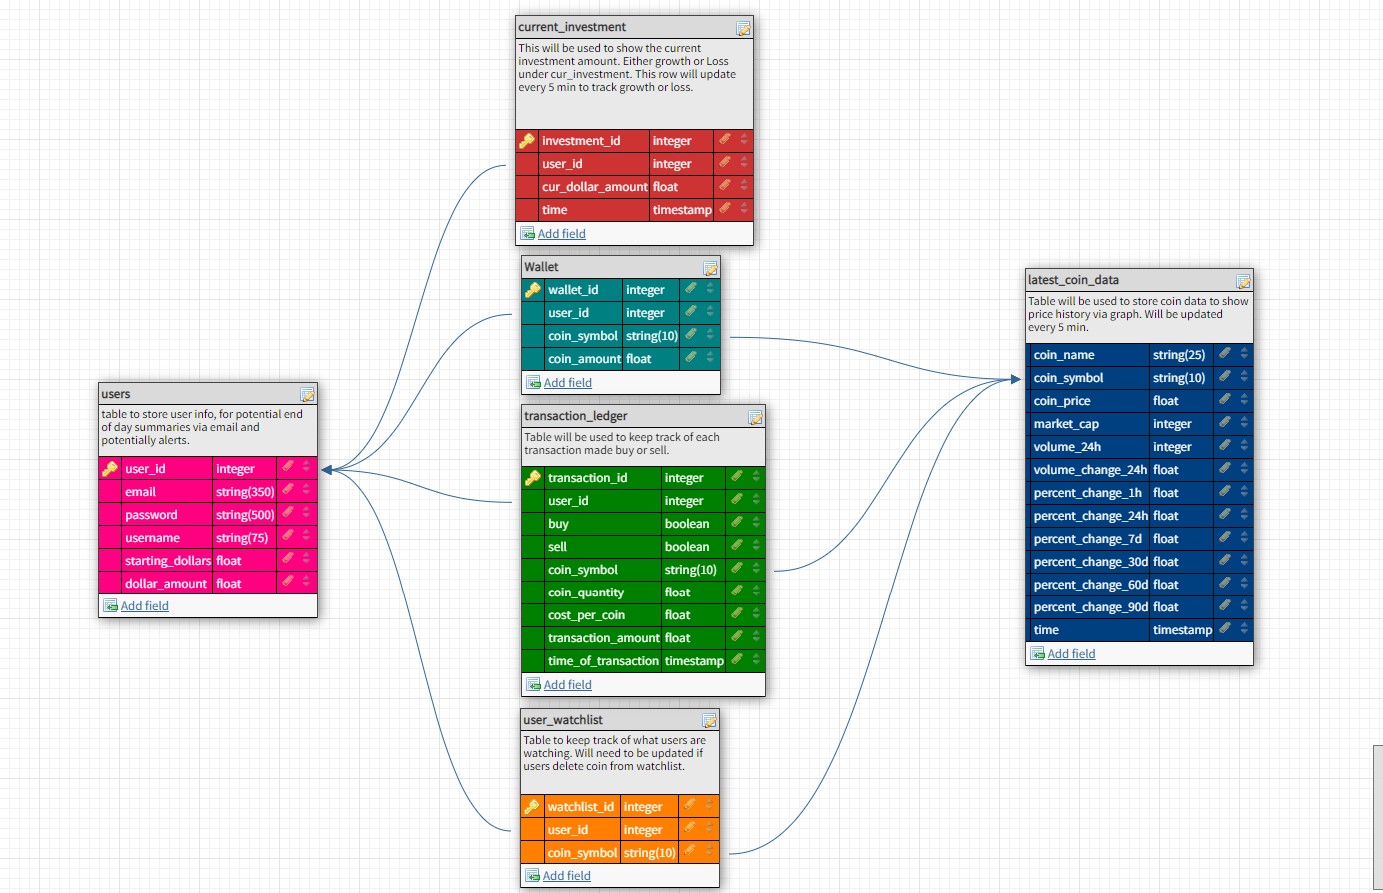 current_investment
This will be used to show the current
investment amount. Either growth or Loss
under cur_investment. This row will update
every 5 min to track growth or loss.
investment_id integer
user_id integer
cur_dollar_amount float
time timestamp
Add field
Wallet
wallet_id integer
user_id integer
coin_symbol string(10)
coin_amount float
Add field
users
table to store user info, for potential end
of day summaries via email and
potentially alerts.
user_id integer
email string(350)
password string(500)
username string(75)
starting_dollars float
dollar_amount float
Add field
transaction_ledger
Table will be used to keep track of each
transaction made buy or sell.
transaction_id integer
user_id integer
buy boolean
sell boolean
coin_symbol string(10)
coin_quantity float
cost_per_coin float
transaction_amount float
time_of_transaction timestamp
Add field
user_watchlist
Table to keep track of what users are
watching. Will need to be updated if
users delete coin from watchlist.
watchlist_id integer
user_id integer
coin_symbol string(10)
Add field
latest_coin_data
Table will be used to store coin data to show
price history via graph. Will be updated
every 5 min.
coin_name string(25)
coin_symbol string(10)
coin_price float
market_cap integer
volume_24h integer
volume_change_24h float
percent_change_1h float
percent_change_24h float
percent_change_7d float
percent_change_30d float
percent_change_60d float
percent_change_90d float
time timestamp
Add field